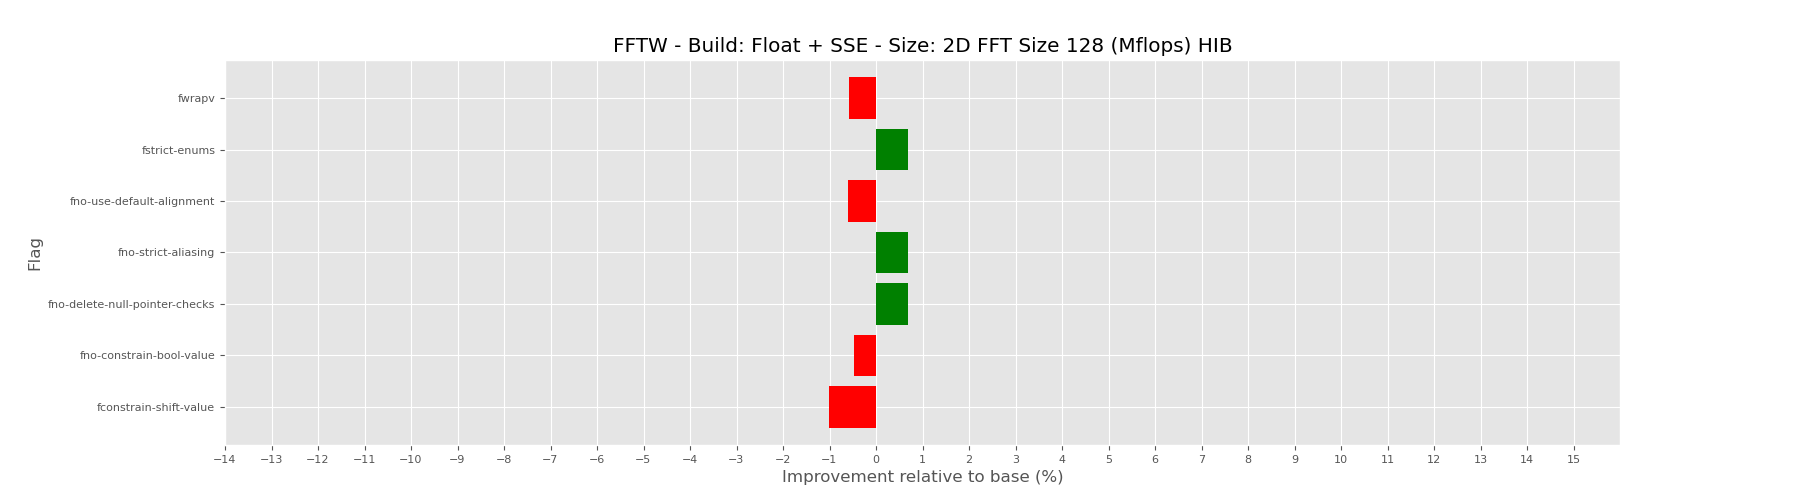 FFTW - Build: Float + SSE - Size: 2D FFT Size 128 (Mflops) HIB
Flag
fwrapv
fstrict-enums
fno-use-default-alignment
fno-strict-aliasing
fno-delete-null-pointer-checks
fno-constrain-bool-value
fconstrain-shift-value
−14 −13 −12 −11 −10 −9 −8 −7 −6 −5 −4 −3 −2 −1 0 1 2 3 4 5 6 7 8 9 10 11 12 13 14 15
Improvement relative to base (%)